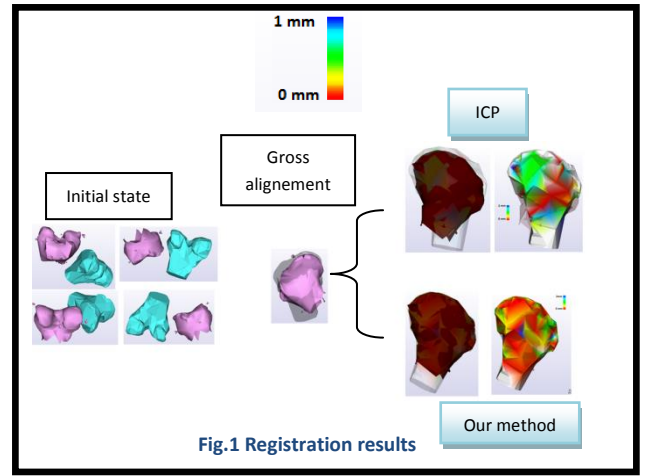 1 mm
0 mm
ICP
Gross
alignement
Initial state
Our method
Fig.1 Registration results